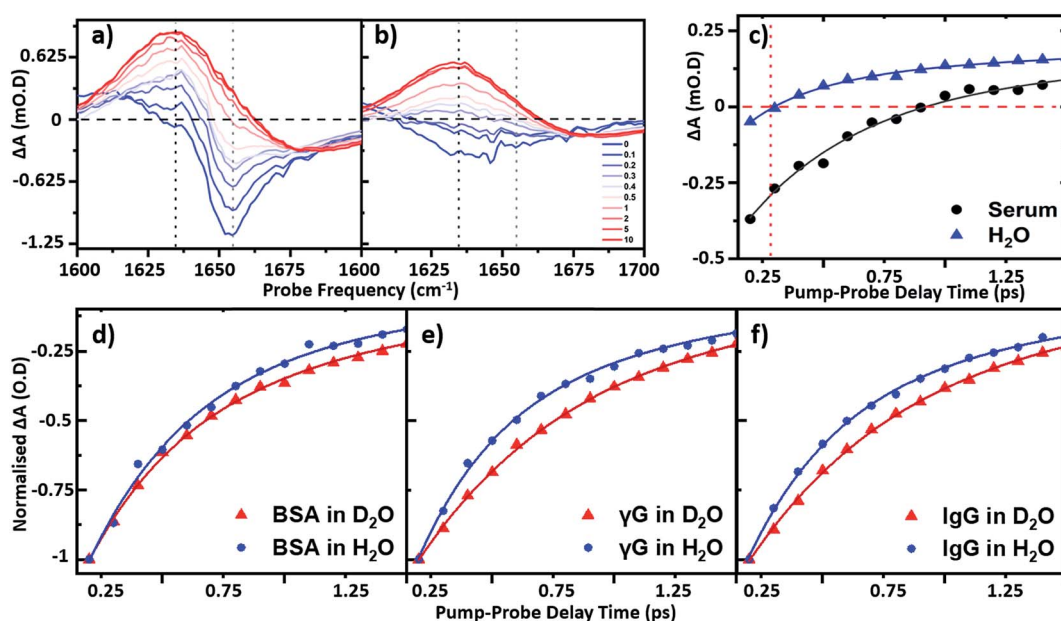 a)
b)
c)
ΔA (mO.D)
0.625
0
-0.625
-1.25
1600
1625
1650
1675
1600
1625
1650
1675
1700
Probe Frequency (cm⁻¹)
0
0.1
0.2
0.3
0.4
0.5
1
2
5
10
ΔA (mO.D)
0.25
0
-0.25
-0.5
0.25
0.75
1.25
Serum
H₂O
Pump-Probe Delay Time (ps)
d)
e)
f)
Normalised ΔA (O.D)
-0.25
-0.5
-0.75
-1
BSA in D₂O
BSA in H₂O
γG in D₂O
γG in H₂O
IgG in D₂O
IgG in H₂O
0.25
0.75
1.25
0.25
0.75
1.25
0.25
0.75
1.25
Pump-Probe Delay Time (ps)